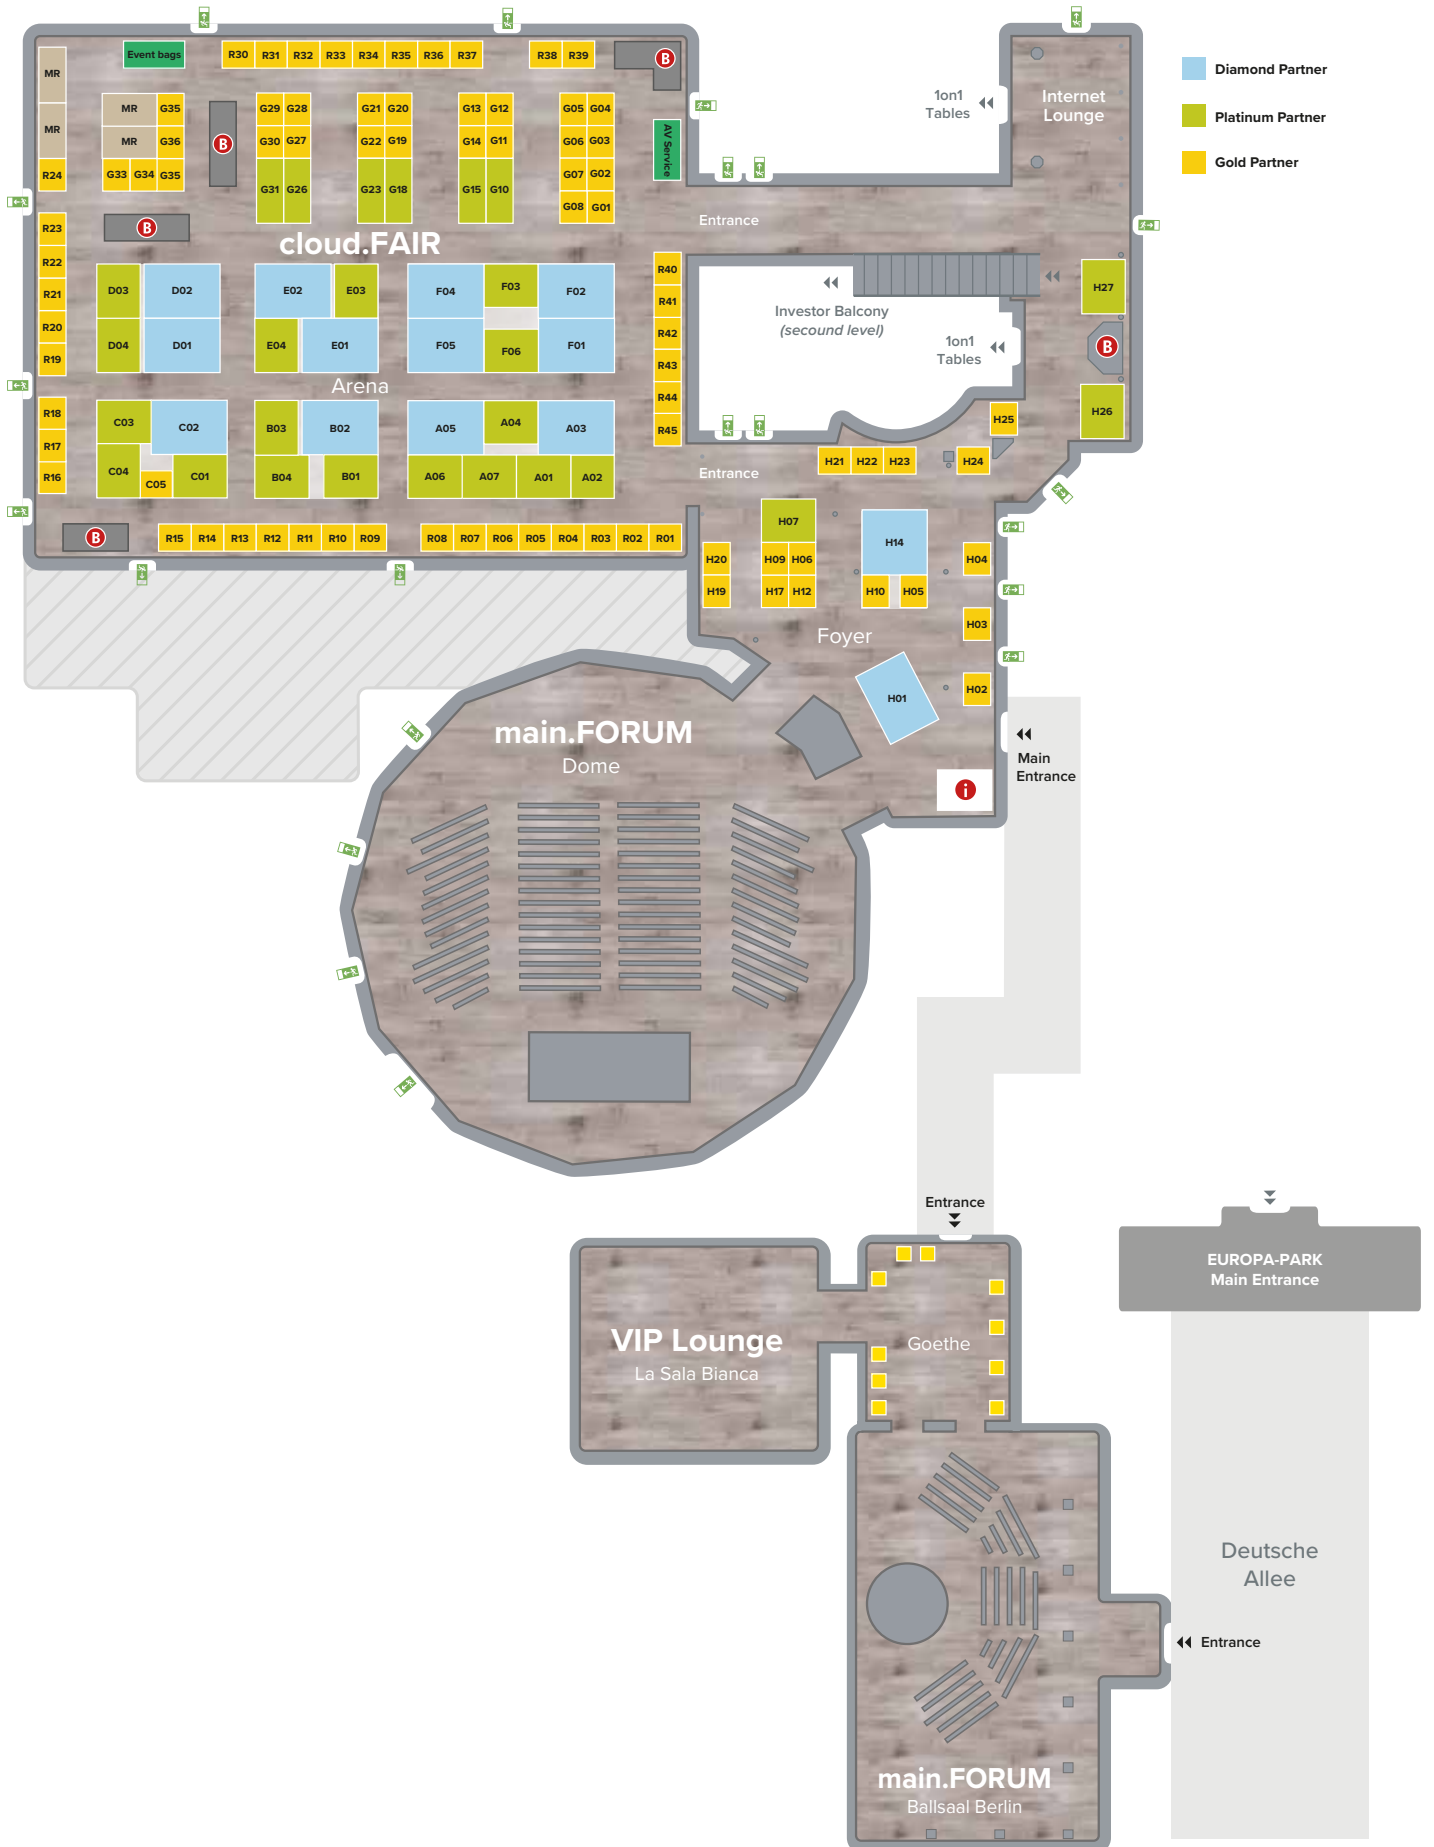 Diamond Partner
Platinum Partner
Gold Partner
MR
Event bags
R30 R31 R32 R33 R34 R35 R36 R37 R38 R39
B
1on1
Tables
Internet
Lounge
MR G35 G29 G28 G21 G20 G13 G12 G05 G04
MR
MR G36 G30 G27 G22 G19 G14 G11 G06 G03
B
AV Service
R24 G33 G34 G35 G31 G26 G23 G18 G15 G10 G07 G02
G08 G01
R23
B
Entrance
cloud.FAIR
R22
R40
R21 D03 D02 E02 E03 F04 F03 F02 R41 H27
Investor Balcony
(secound level)
R20
R42
R19 D04 D01 E04 E01 F05 F06 F01 R43
1on1
Tables
B
Arena
R44
R18 C03 C02 B03 B02 A05 A04 A03 R45 H25 H26
R17
R16 C04 C05 C01 B04 B01 A06 A07 A01 A02
Entrance
H21 H22 H23 H24
B
R15 R14 R13 R12 R11 R10 R09 R08 R07 R06 R05 R04 R03 R02 R01
H07 H14
H20 H09 H06 H04
H19 H17 H12 H10 H05
H03
Foyer
H01 H02
main.FORUM
Dome
Main
Entrance
i
Entrance
EUROPA-PARK
Main Entrance
VIP Lounge
La Sala Bianca
Goethe
Deutsche
Allee
Entrance
main.FORUM
Ballsaal Berlin